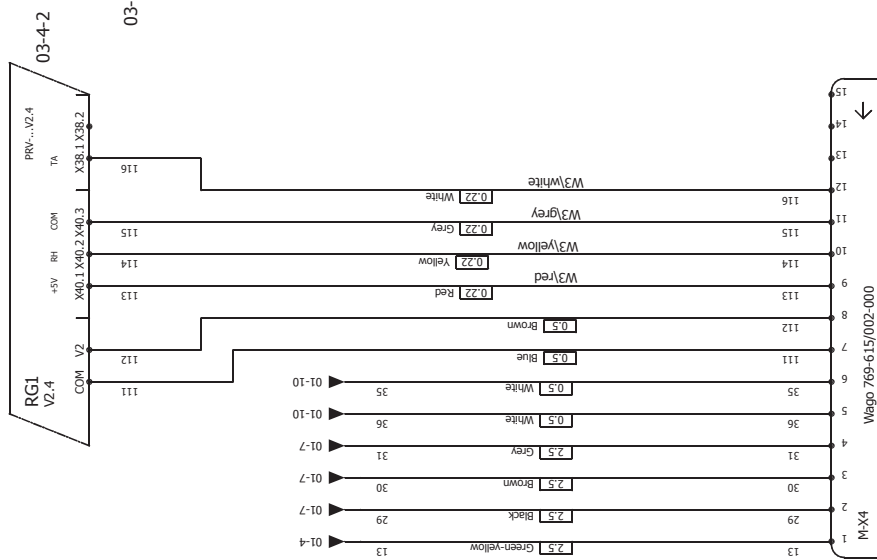 03-4-2
03-
PRV-...V2.4
TA
X38.1
X38.2
COM
X40.3
RH
X40.2
+5V
X40.1
V2
COM
RG1
V2.4
116
116
W3\white
White 0.22
12
115
115
W3\grey
Grey 0.22
11
114
114
W3\yellow
Yellow 0.22
10
113
113
W3\red
Red 0.22
9
112
112
Brown 0.5
8
111
111
Blue 0.5
7
01-10
35
White 0.5
35
6
01-10
36
White 0.5
36
5
01-7
31
Grey 2.5
31
4
01-7
30
Brown 2.5
30
3
01-7
29
Black 2.5
29
2
01-4
13
Green-yellow 2.5
13
1
13
14
15
Wago 769-615/002-000
M-X4